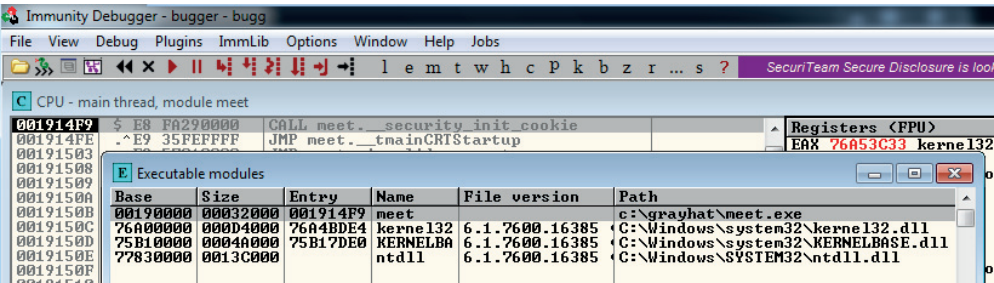 Immunity Debugger - bugger - bugg
File View Debug Plugins ImmLib Options Window Help Jobs
l e m t w h c P k b z r ... s ? SecuriTeam Secure Disclosure is look
C CPU - main thread, module meet
001914F9 $ E8 FA290000 CALL meet.__security_init_cookie
001914FE .^E9 35FEFFFF JMP meet.__tmainCRTStartup
Registers (FPU)
EAX 76A53C33 kernel32
00191503
00191508
00191509
0019150A
0019150B
0019150C
0019150D
0019150E
0019150F
E Executable modules
Base Size Entry Name File version Path
00190000 00032000 001914F9 meet c:\grayhat\meet.exe
76A00000 000D4000 76A4BDE4 kernel32 6.1.7600.16385 C:\Windows\system32\kernel32.dll
75B10000 0004A000 75B17DE0 KERNELBA 6.1.7600.16385 C:\Windows\system32\KERNELBASE.dll
77830000 0013C000 ntdll 6.1.7600.16385 C:\Windows\SYSTEM32\ntdll.dll